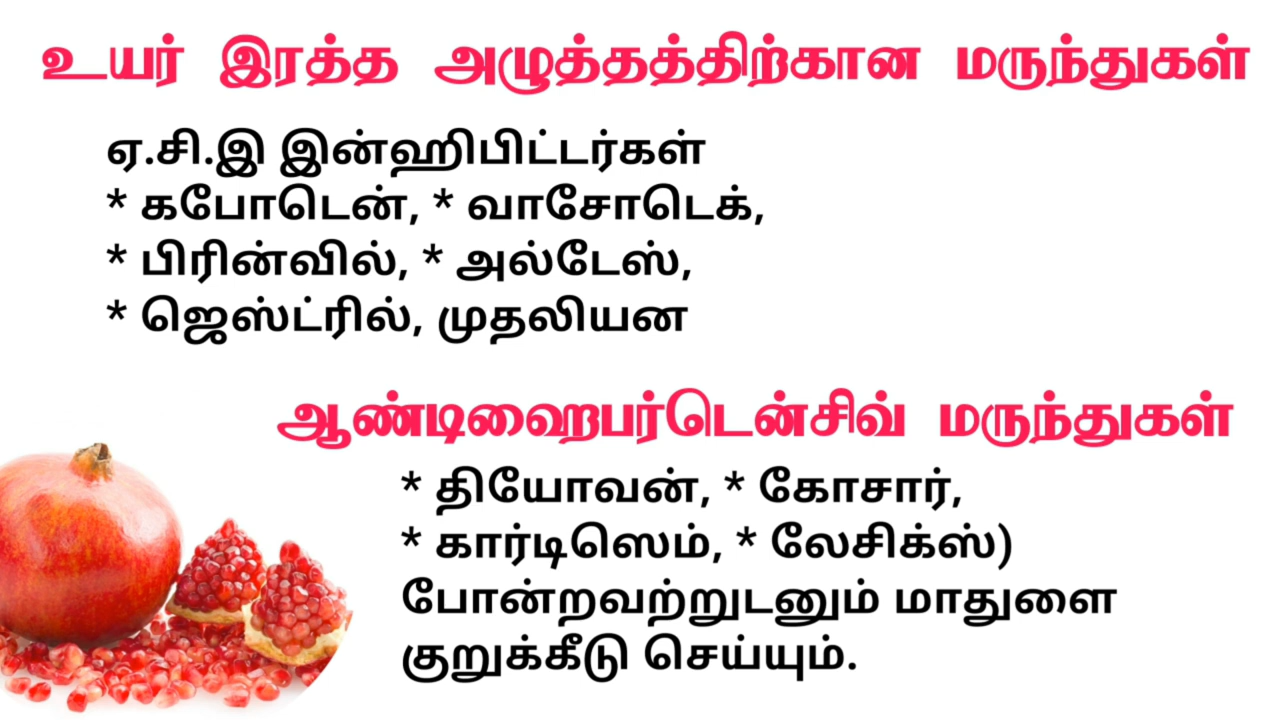 உயர் இரத்த அழுத்தத்திற்கான மருந்துகள்
ஏ.சி.இ இன்ஹிபிட்டர்கள்
* கபோடென், * வாசோடெக்,
* பிரின்வில், * அல்டேஸ்,
* ஜெஸ்ட்ரில், முதலியன
ஆண்டிஹைபர்டென்சிவ் மருந்துகள்
* தியோவன், * கோசார்,
* கார்டிஸெம், * லேசிக்ஸ்)
போன்றவற்றுடனும் மாதுளை
குறுக்கீடு செய்யும்.